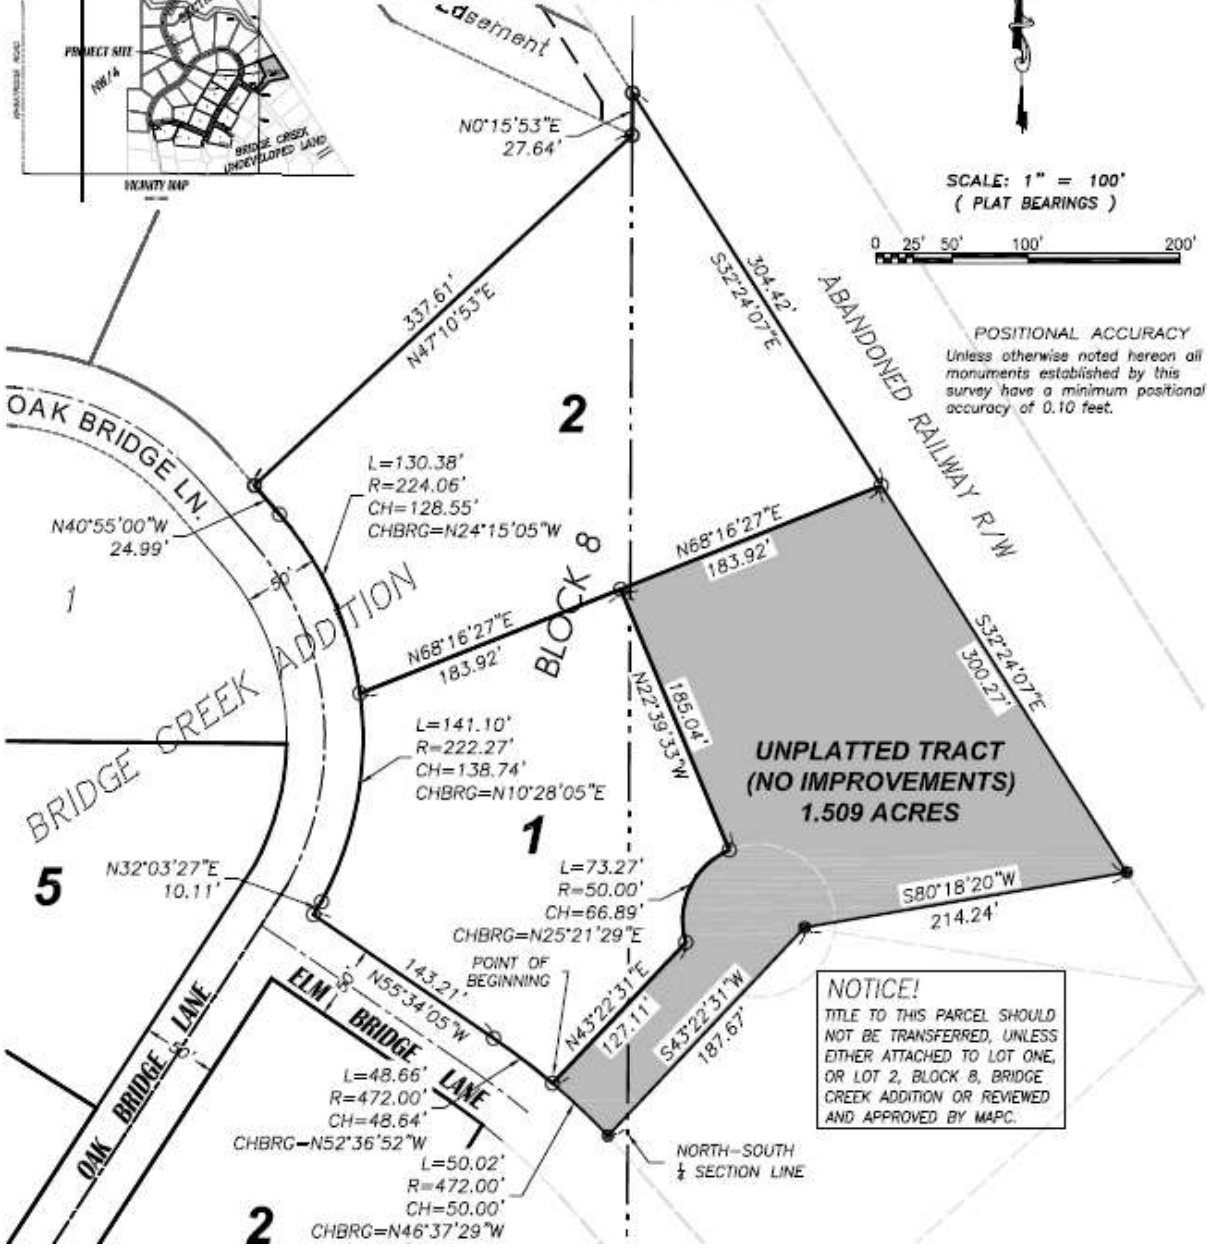 Easement
PROJECT SITE
NW/4
BRIDGE CREEK
UNDEVELOPED LAND
VICINITY MAP
N0°15'53"E
27.64'
SCALE: 1" = 100'
( PLAT BEARINGS )
0 25' 50' 100' 200'
304.42'
S32°24'07"E
ABANDONED RAILWAY R/W
POSITIONAL ACCURACY
Unless otherwise noted hereon all
monuments established by this
survey have a minimum positional
accuracy of 0.10 feet.
337.61'
N47°10'53"E
2
OAK BRIDGE LN.
L=130.38'
R=224.06'
CH=128.55'
CHBRG=N24°15'05"W
N40°55'00"W
24.99'
50'
1
BLOCK 8
N68°16'27"E
183.92'
N68°16'27"E
183.92'
BRIDGE CREEK ADDITION
S32°24'07"E
300.27'
185.04'
N22°39'33"W
L=141.10'
R=222.27'
CH=138.74'
CHBRG=N10°28'05"E
UNPLATTED TRACT
(NO IMPROVEMENTS)
1.509 ACRES
1
5
N32°03'27"E
10.11'
L=73.27'
R=50.00'
CH=66.89'
CHBRG=N25°21'29"E
S80°18'20"W
214.24'
POINT OF
BEGINNING
143.21'
N55°34'05"W
50'
ELM BRIDGE LANE
N43°22'31"E
127.11'
S43°22'31"W
187.67'
NOTICE!
TITLE TO THIS PARCEL SHOULD
NOT BE TRANSFERRED, UNLESS
EITHER ATTACHED TO LOT ONE,
OR LOT 2, BLOCK 8, BRIDGE
CREEK ADDITION OR REVIEWED
AND APPROVED BY MAPC.
OAK BRIDGE LANE
50'
L=48.66'
R=472.00'
CH=48.64'
CHBRG=N52°36'52"W
L=50.02'
R=472.00'
CH=50.00'
CHBRG=N46°37'29"W
NORTH-SOUTH
¼ SECTION LINE
2